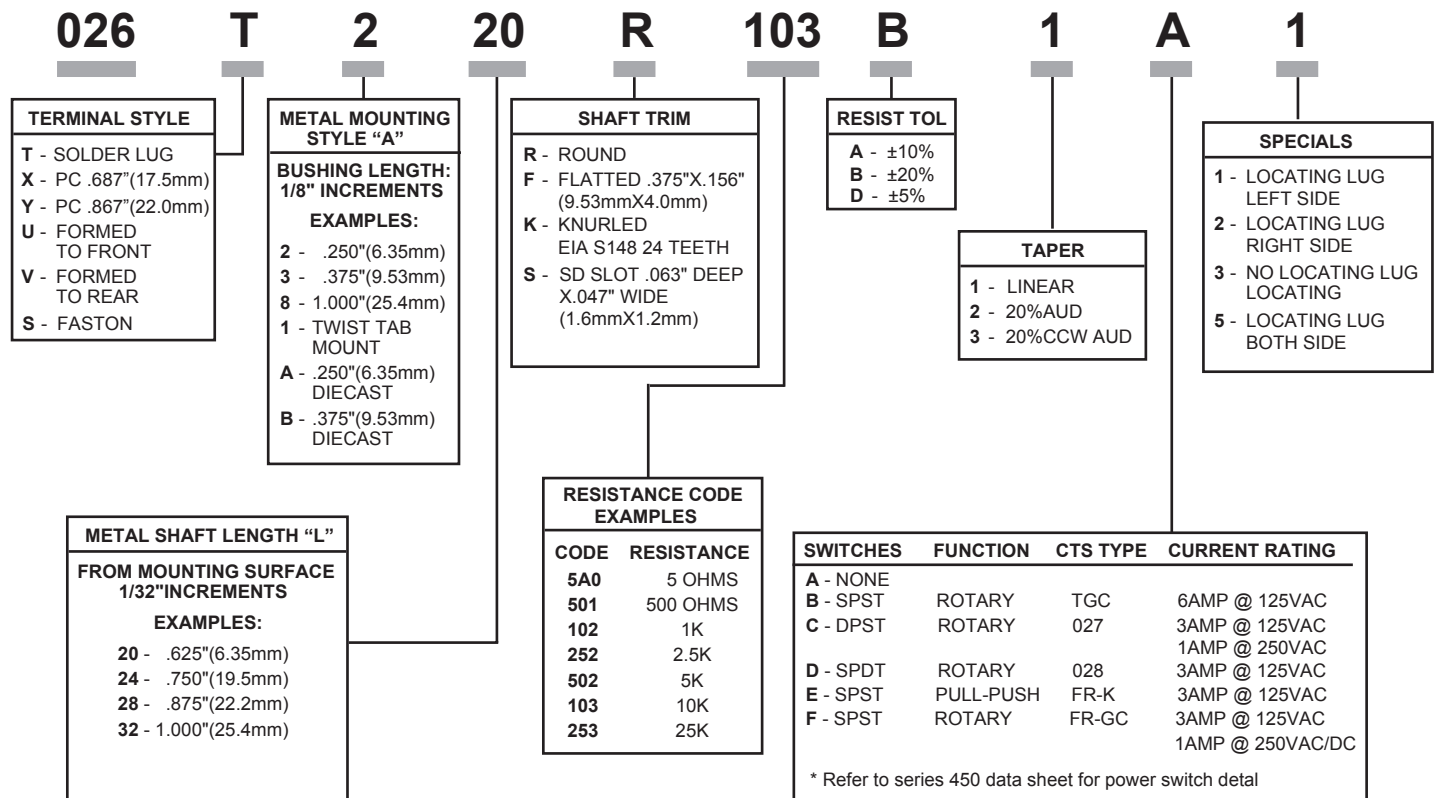 026 T 2 20 R 103 B 1 A 1
TERMINAL STYLE
T - SOLDER LUG
X - PC .687”(17.5mm)
Y - PC .867”(22.0mm)
U - FORMED
TO FRONT
V - FORMED
TO REAR
S - FASTON
METAL MOUNTING
STYLE “A”
BUSHING LENGTH:
1/8" INCREMENTS
EXAMPLES:
2 - .250"(6.35mm)
3 - .375"(9.53mm)
8 - 1.000"(25.4mm)
1 - TWIST TAB
MOUNT
A - .250"(6.35mm)
DIECAST
B - .375"(9.53mm)
DIECAST
SHAFT TRIM
R - ROUND
F - FLATTED .375"X.156"
(9.53mmX4.0mm)
K - KNURLED
EIA S148 24 TEETH
S - SD SLOT .063" DEEP
X.047" WIDE
(1.6mmX1.2mm)
RESIST TOL
A - ±10%
B - ±20%
D - ±5%
TAPER
1 - LINEAR
2 - 20%AUD
3 - 20%CCW AUD
SPECIALS
1 - LOCATING LUG
LEFT SIDE
2 - LOCATING LUG
RIGHT SIDE
3 - NO LOCATING LUG
LOCATING
5 - LOCATING LUG
BOTH SIDE
METAL SHAFT LENGTH “L”
FROM MOUNTING SURFACE
1/32"INCREMENTS
EXAMPLES:
20 - .625"(6.35mm)
24 - .750"(19.5mm)
28 - .875"(22.2mm)
32 - 1.000"(25.4mm)
RESISTANCE CODE
EXAMPLES
CODE RESISTANCE
5A0 5 OHMS
501 500 OHMS
102 1K
252 2.5K
502 5K
103 10K
253 25K
SWITCHES FUNCTION CTS TYPE CURRENT RATING
A - NONE
B - SPST ROTARY TGC 6AMP @ 125VAC
C - DPST ROTARY 027 3AMP @ 125VAC
1AMP @ 250VAC
D - SPDT ROTARY 028 3AMP @ 125VAC
E - SPST PULL-PUSH FR-K 3AMP @ 125VAC
F - SPST ROTARY FR-GC 3AMP @ 125VAC
1AMP @ 250VAC/DC
* Refer to series 450 data sheet for power switch detal